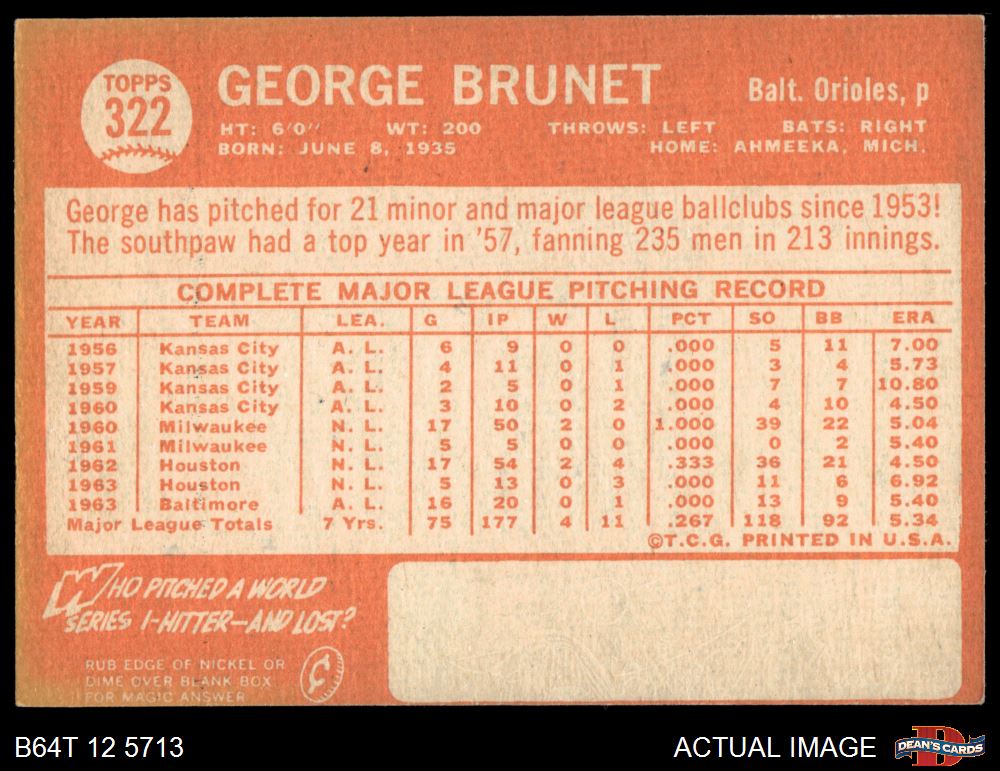 TOPPS
322
GEORGE BRUNET
Balt. Orioles, p
HT: 6'0" WT: 200 THROWS: LEFT BATS: RIGHT
BORN: JUNE 8, 1935 HOME: AHMEEKA, MICH.
George has pitched for 21 minor and major league ballclubs since 1953!
The southpaw had a top year in '57, fanning 235 men in 213 innings.
COMPLETE MAJOR LEAGUE PITCHING RECORD
YEAR TEAM LEA. G IP W L PCT SO BB ERA
1956 Kansas City A. L. 6 9 0 0 .000 5 11 7.00
1957 Kansas City A. L. 4 11 0 1 .000 3 4 5.73
1959 Kansas City A. L. 2 5 0 1 .000 7 7 10.80
1960 Kansas City A. L. 3 10 0 2 .000 4 10 4.50
1960 Milwaukee N. L. 17 50 2 0 1.000 39 22 5.04
1961 Milwaukee N. L. 5 5 0 0 .000 0 2 5.40
1962 Houston N. L. 17 54 2 4 .333 36 21 4.50
1963 Houston N. L. 5 13 0 3 .000 11 6 6.92
1963 Baltimore A. L. 16 20 0 1 .000 13 9 5.40
Major League Totals 7 Yrs. 75 177 4 11 .267 118 92 5.34
©T.C.G. PRINTED IN U.S.A.
WHO PITCHED A WORLD
SERIES 1-HITTER—AND LOST?
RUB EDGE OF NICKEL OR
DIME OVER BLANK BOX
FOR MAGIC ANSWER
B64T 12 5713
ACTUAL IMAGE
DEAN'S CARDS